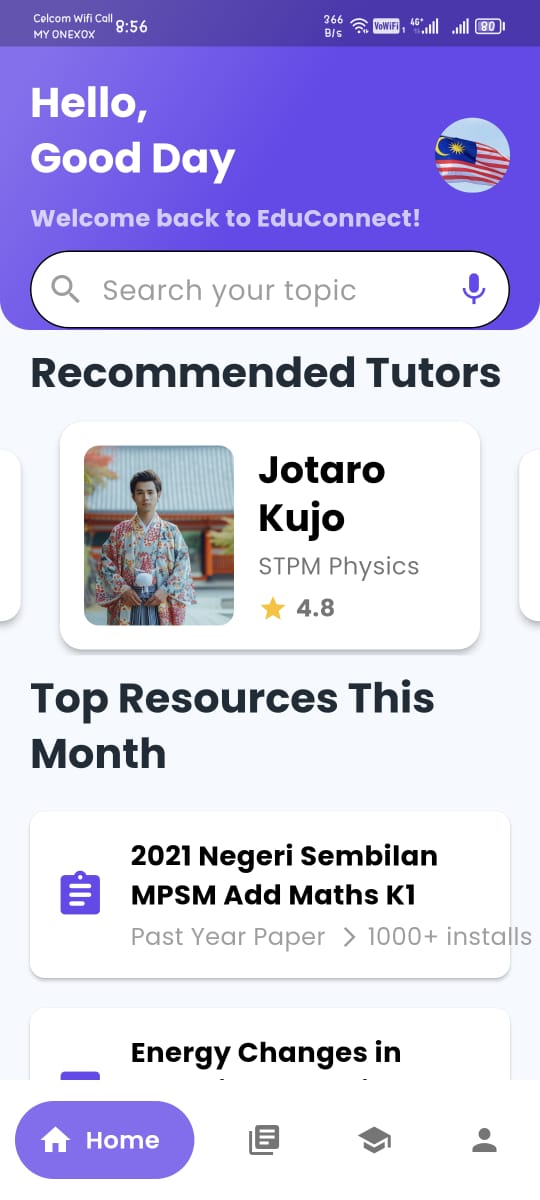 Celcom Wifi Call
MY ONEXOX
8:56
366
B/s
VoWiFi 1
4G+
80
Hello,
Good Day
Welcome back to EduConnect!
Search your topic
Recommended Tutors
Jotaro
Kujo
STPM Physics
4.8
Top Resources This
Month
2021 Negeri Sembilan
MPSM Add Maths K1
Past Year Paper > 1000+ installs
Energy Changes in
Home